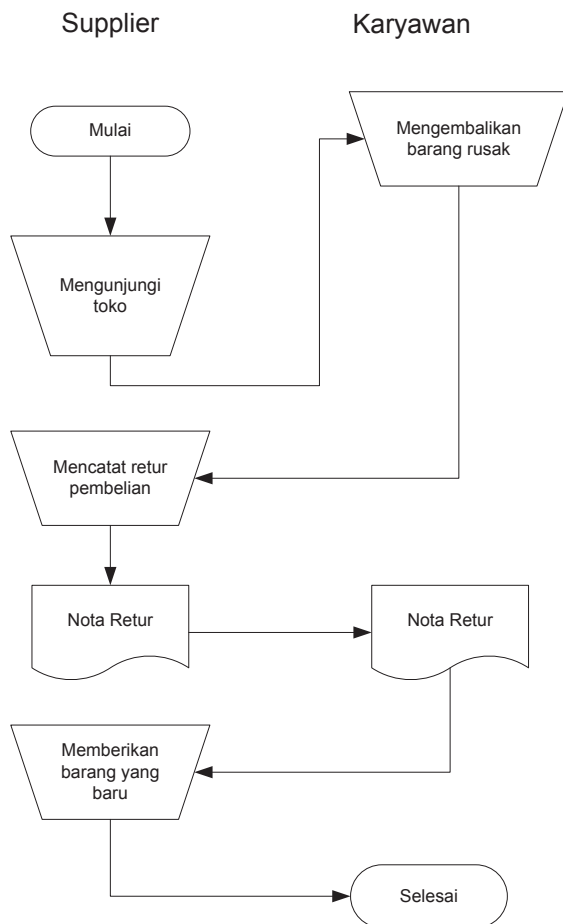 Supplier
Karyawan
Mulai
Mengembalikan
barang rusak
Mengunjungi
toko
Mencatat retur
pembelian
Nota Retur
Nota Retur
Memberikan
barang yang
baru
Selesai